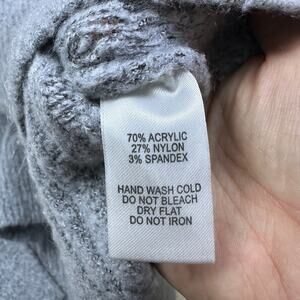 70% ACRYLIC
27% NYLON
3% SPANDEX
HAND WASH COLD
DO NOT BLEACH
DRY FLAT
DO NOT IRON